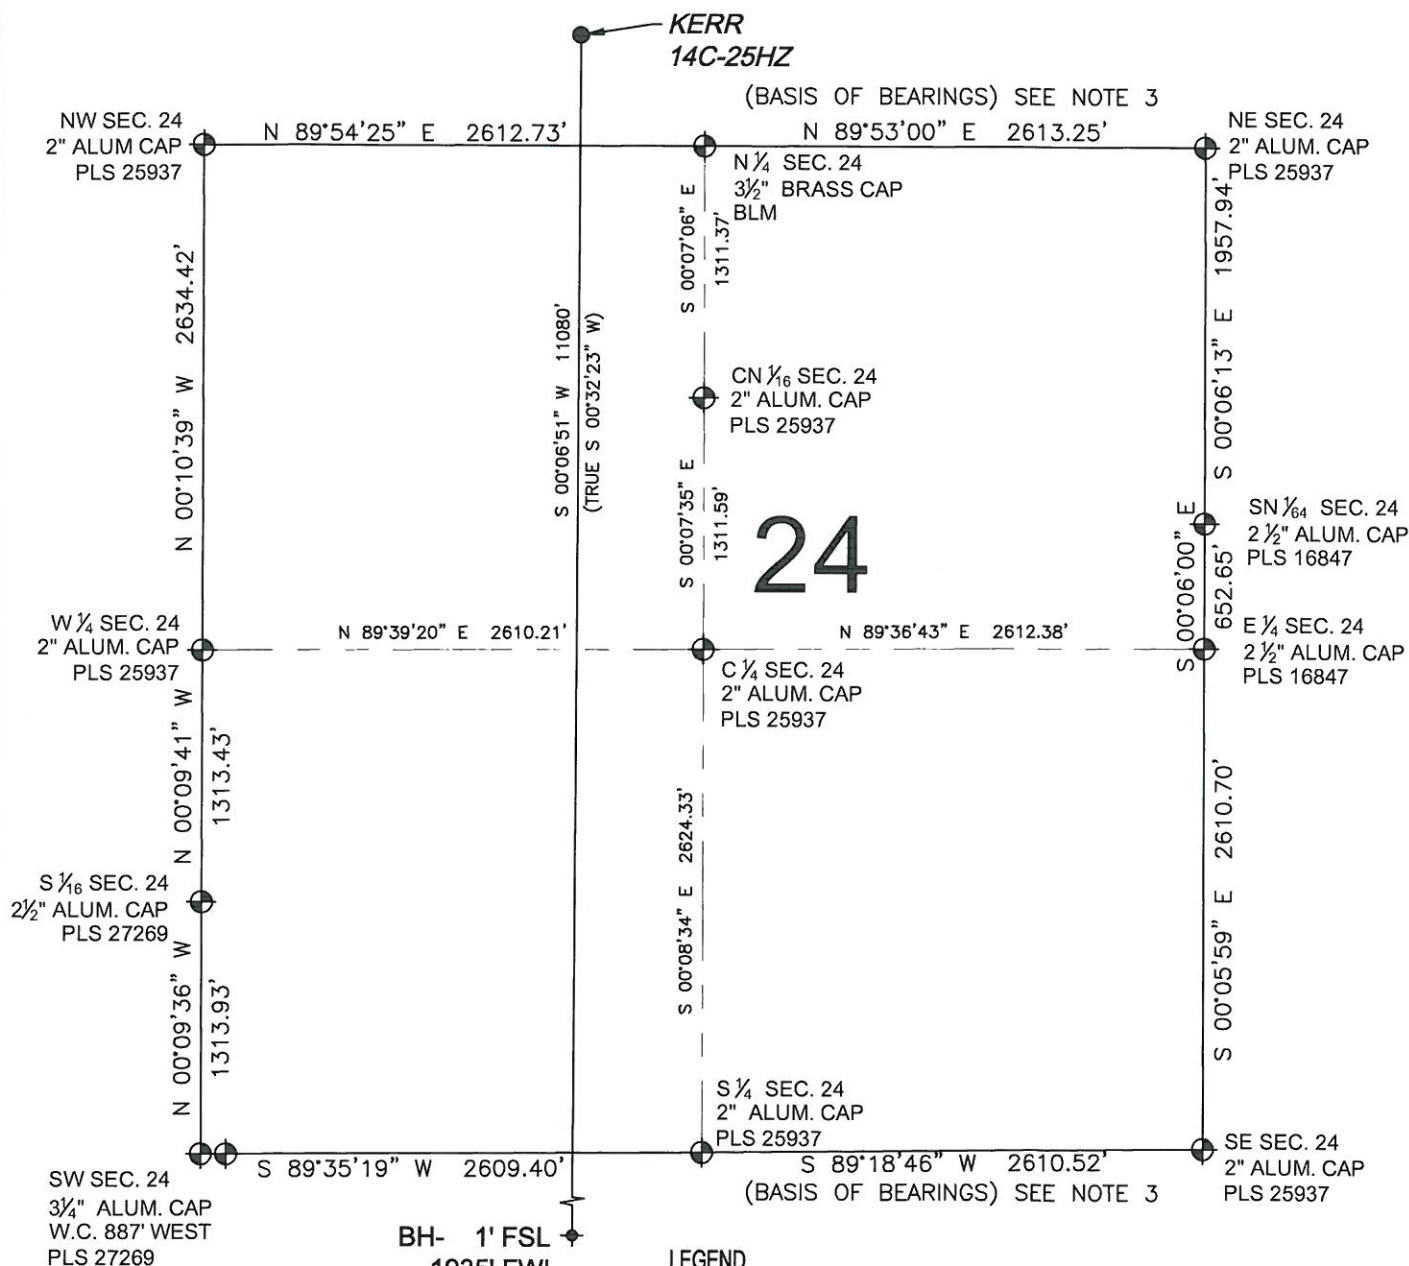 KERR
14C-25HZ
(BASIS OF BEARINGS) SEE NOTE 3
NW SEC. 24
2" ALUM CAP
PLS 25937
N 89°54'25" E 2612.73'
N 89°53'00" E 2613.25'
NE SEC. 24
2" ALUM. CAP
PLS 25937
N ¼ SEC. 24
3½" BRASS CAP
BLM
N 00°10'39" W 2634.42'
S 00°06'51" W 11080'
(TRUE S 00°32'23" W)
S 00°07'06" E
1311.37'
S 00°06'13" E 1957.94'
CN 1⁄16 SEC. 24
2" ALUM. CAP
PLS 25937
S 00°07'35" E
1311.59'
24
SN 1⁄64 SEC. 24
2 ½" ALUM. CAP
PLS 16847
S 00°06'00" E
652.65'
W ¼ SEC. 24
2" ALUM. CAP
PLS 25937
N 89°39'20" E 2610.21'
N 89°36'43" E 2612.38'
E ¼ SEC. 24
2 ½" ALUM. CAP
PLS 16847
C ¼ SEC. 24
2" ALUM. CAP
PLS 25937
N 00°09'41" W
1313.43'
S 00°08'34" E 2624.33'
S 00°05'59" E 2610.70'
S 1⁄16 SEC. 24
2½" ALUM. CAP
PLS 27269
N 00°09'36" W
1313.93'
S ¼ SEC. 24
2" ALUM. CAP
PLS 25937
SW SEC. 24
3¼" ALUM. CAP
W.C. 887' WEST
PLS 27269
S 89°35'19" W 2609.40'
S 89°18'46" W 2610.52'
(BASIS OF BEARINGS) SEE NOTE 3
SE SEC. 24
2" ALUM. CAP
PLS 25937
BH- 1' FSL
1935' FWL
LEGEND